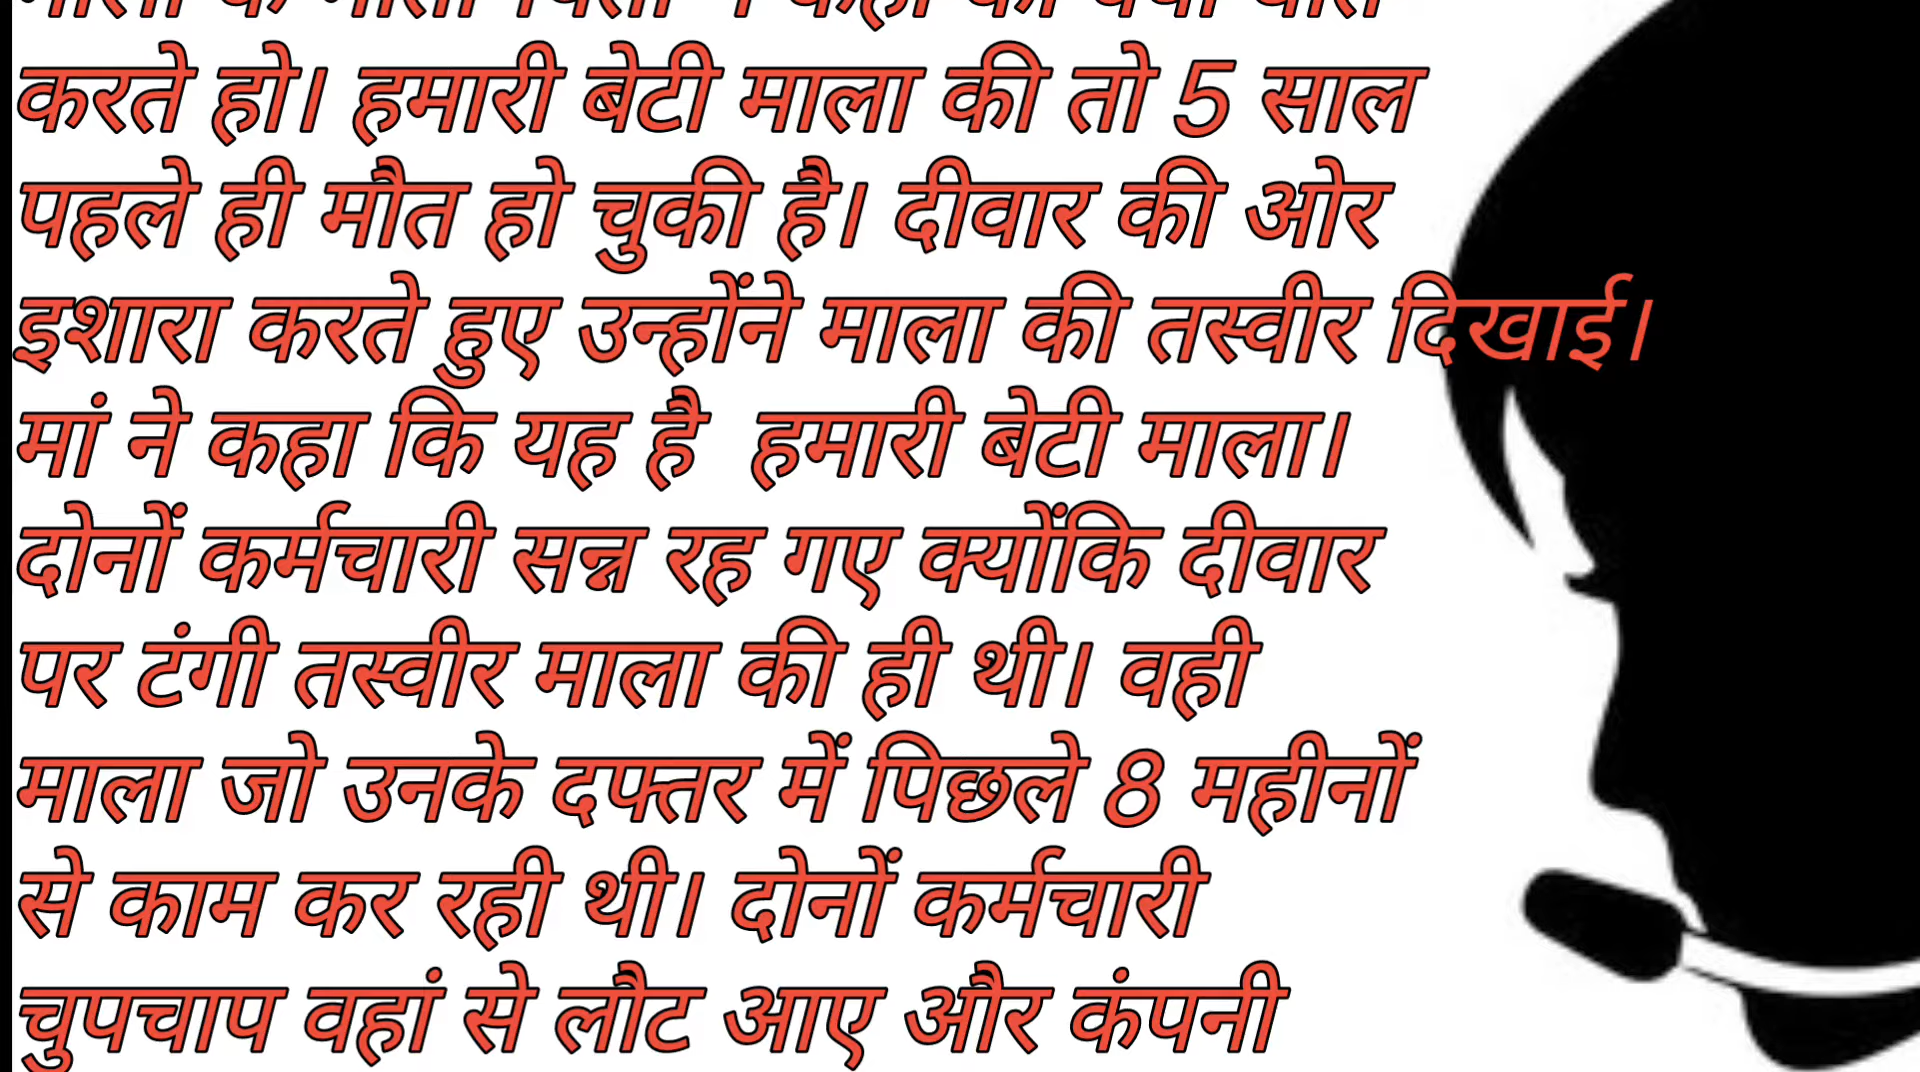 करते हो। हमारी बेटी माला की तो 5 साल
पहले ही मौत हो चुकी है। दीवार की ओर
इशारा करते हुए उन्होंने माला की तस्वीर दिखाई।
मां ने कहा कि यह है हमारी बेटी माला।
दोनों कर्मचारी सन्न रह गए क्योंकि दीवार
पर टंगी तस्वीर माला की ही थी। वही
माला जो उनके दफ्तर में पिछले 8 महीनों
से काम कर रही थी। दोनों कर्मचारी
चुपचाप वहां से लौट आए और कंपनी